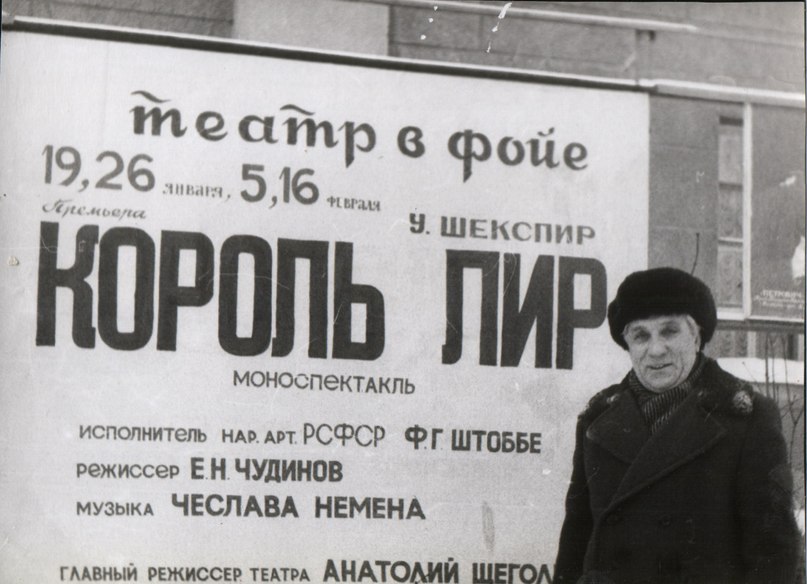 театр в фойе
19, 26 января, 5, 16 февраля
Премьера
У. ШЕКСПИР
КОРОЛЬ ЛИР
МОНОСПЕКТАКЛЬ
ИСПОЛНИТЕЛЬ НАР. АРТ. РСФСР Ф.Г. ШТОББЕ
РЕЖИССЕР Е.Н. ЧУДИНОВ
МУЗЫКА ЧЕСЛАВА НЕМЕНА
ГЛАВНЫЙ РЕЖИССЕР ТЕАТРА АНАТОЛИЙ ЩЕГОЛ